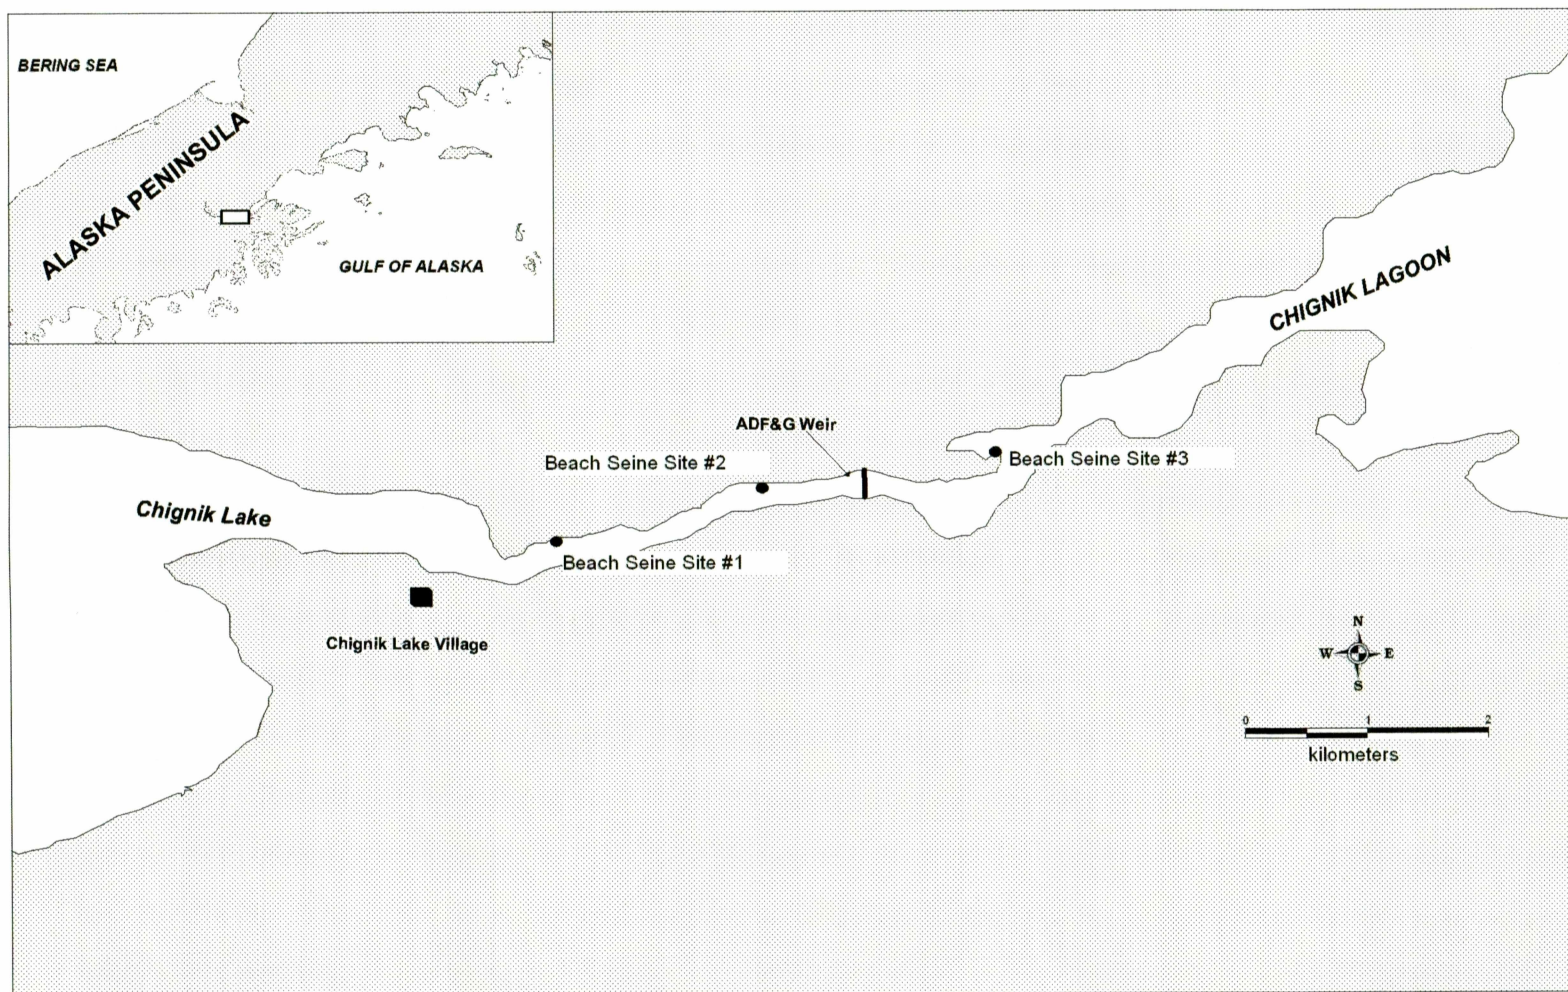 BERING SEA
ALASKA PENINSULA
GULF OF ALASKA
CHIGNIK LAGOON
ADF&G Weir
Beach Seine Site #2
Beach Seine Site #3
Chignik Lake
Beach Seine Site #1
Chignik Lake Village
N
W E
S
0 1 2
kilometers